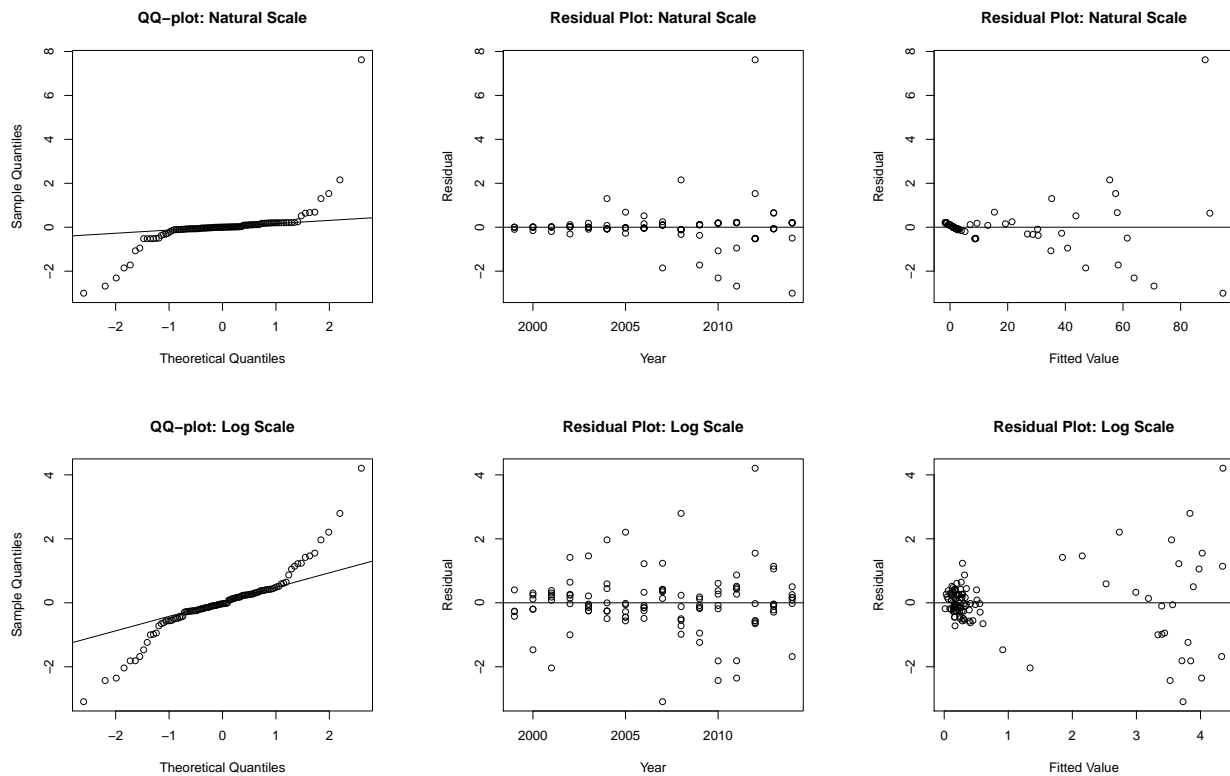 QQ−plot: Natural Scale
Sample Quantiles
8
6
4
2
0
−2
−2 −1 0 1 2
Theoretical Quantiles
Residual Plot: Natural Scale
Residual
8
6
4
2
0
−2
2000 2005 2010
Year
Residual Plot: Natural Scale
Residual
8
6
4
2
0
−2
0 20 40 60 80
Fitted Value
QQ−plot: Log Scale
Sample Quantiles
4
2
0
−2
−2 −1 0 1 2
Theoretical Quantiles
Residual Plot: Log Scale
Residual
4
2
0
−2
2000 2005 2010
Year
Residual Plot: Log Scale
Residual
4
2
0
−2
0 1 2 3 4
Fitted Value